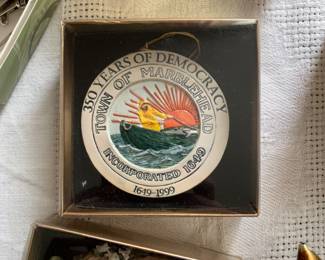 350 YEARS OF DEMOCRACY
TOWN OF MARBLEHEAD
INCORPORATED 1649
1649-1999